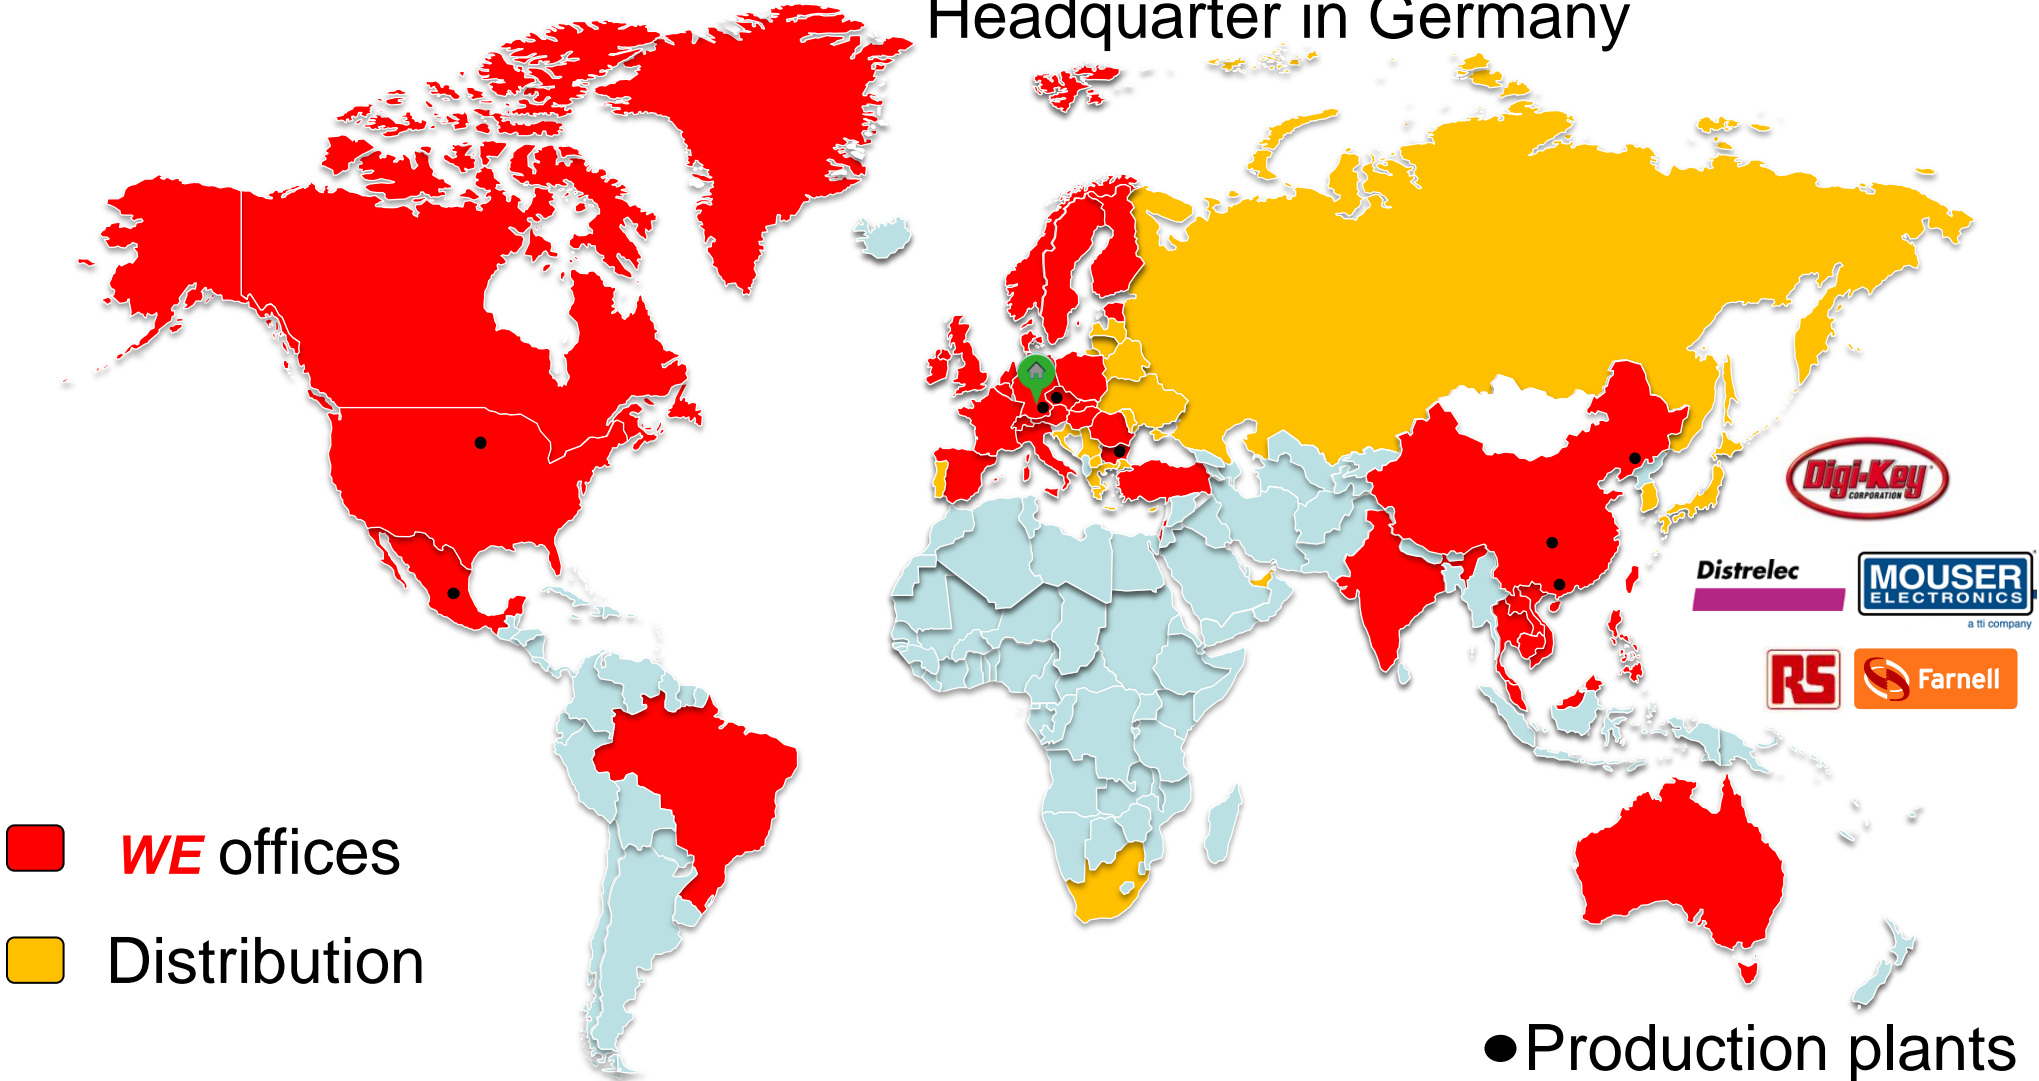 Headquarter in Germany
Digi-Key
CORPORATION
Distrelec
MOUSER
ELECTRONICS
a tti company
RS
Farnell
WE offices
Distribution
Production plants